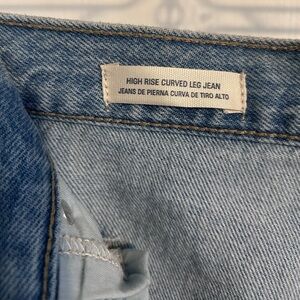 HIGH RISE CURVED LEG JEAN
JEANS DE PIERNA CURVA DE TIRO ALTO